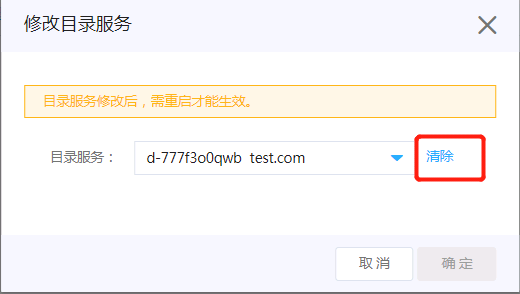 修改目录服务
目录服务修改后，需重启才能生效。
目录服务： d-777f3o0qwb test.com 清除
取消 确定